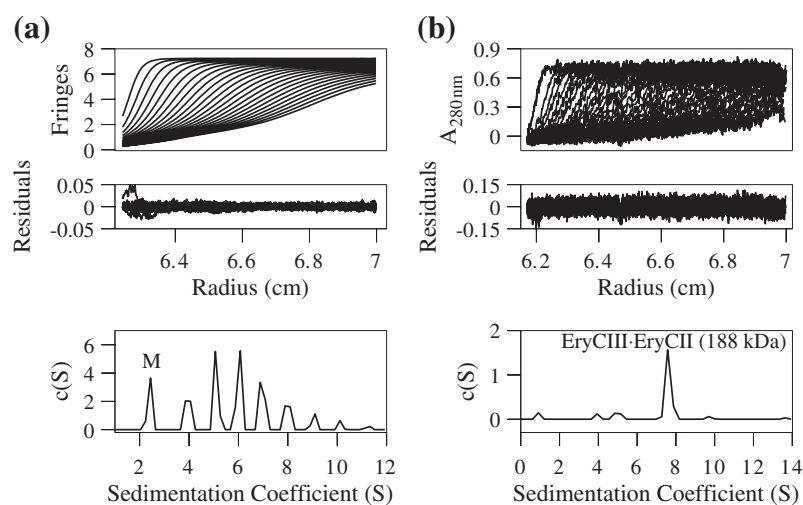 (a)
8
6
4
2
0
Fringes
0.05
0
-0.05
Residuals
6.4 6.6 6.8 7
Radius (cm)
M
6
4
2
0
c(S)
2 4 6 8 10 12
Sedimentation Coefficient (S)
(b)
0.9
0.6
0.3
0
A280 nm
0.15
0
-0.15
Residuals
6.2 6.4 6.6 6.8 7
Radius (cm)
2
1
0
EryCIII·EryCII (188 kDa)
c(S)
0 2 4 6 8 10 12 14
Sedimentation Coefficient (S)